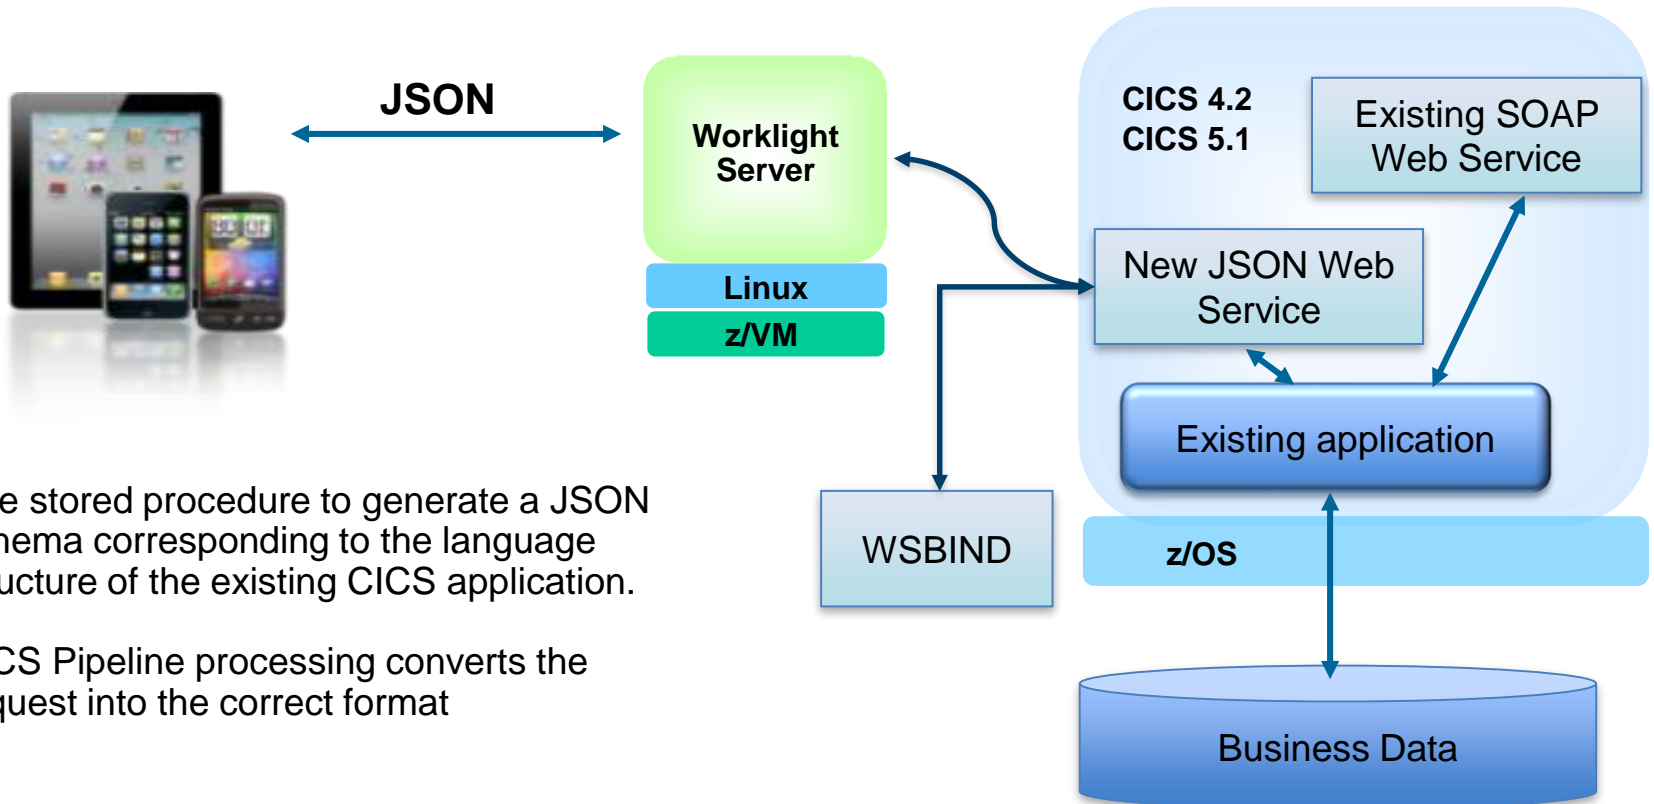 JSON
Worklight
Server
Linux
z/VM
CICS 4.2
CICS 5.1
Existing SOAP
Web Service
New JSON Web
Service
Existing application
WSBIND
z/OS
Business Data
e stored procedure to generate a JSON
nema corresponding to the language
ucture of the existing CICS application.
CS Pipeline processing converts the
quest into the correct format